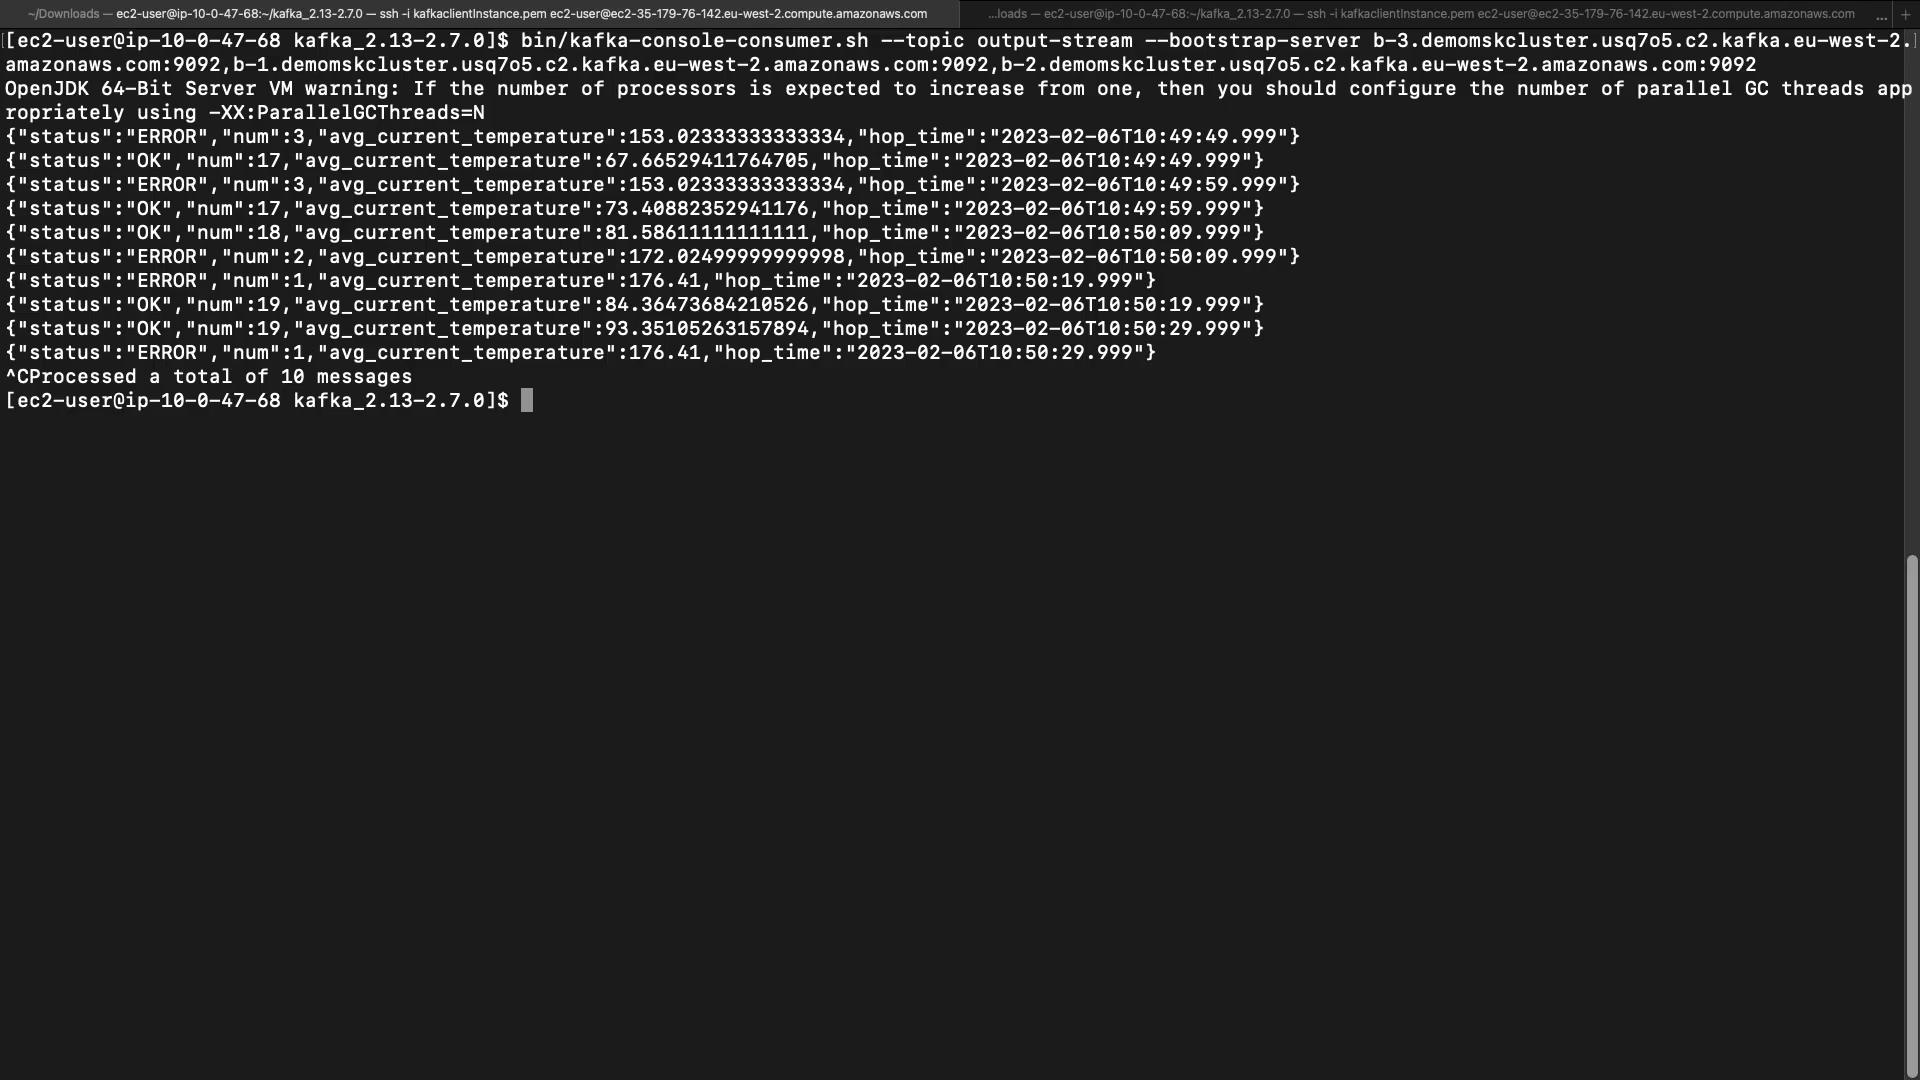 ~/Downloads — ec2-user@ip-10-0-47-68:~/kafka_2.13-2.7.0 — ssh -i kafkaclientInstance.pem ec2-user@ec2-35-179-76-142.eu-west-2.compute.amazonaws.com
...loads — ec2-user@ip-10-0-47-68:~/kafka_2.13-2.7.0 — ssh -i kafkaclientInstance.pem ec2-user@ec2-35-179-76-142.eu-west-2.compute.amazonaws.com ... +
[ec2-user@ip-10-0-47-68 kafka_2.13-2.7.0]$ bin/kafka-console-consumer.sh --topic output-stream --bootstrap-server b-3.demomskcluster.usq7o5.c2.kafka.eu-west-2.
amazonaws.com:9092,b-1.demomskcluster.usq7o5.c2.kafka.eu-west-2.amazonaws.com:9092,b-2.demomskcluster.usq7o5.c2.kafka.eu-west-2.amazonaws.com:9092
OpenJDK 64-Bit Server VM warning: If the number of processors is expected to increase from one, then you should configure the number of parallel GC threads app
ropriately using -XX:ParallelGCThreads=N
{"status":"ERROR","num":3,"avg_current_temperature":153.02333333333334,"hop_time":"2023-02-06T10:49:49.999"}
{"status":"OK","num":17,"avg_current_temperature":67.66529411764705,"hop_time":"2023-02-06T10:49:49.999"}
{"status":"ERROR","num":3,"avg_current_temperature":153.02333333333334,"hop_time":"2023-02-06T10:49:59.999"}
{"status":"OK","num":17,"avg_current_temperature":73.40882352941176,"hop_time":"2023-02-06T10:49:59.999"}
{"status":"OK","num":18,"avg_current_temperature":81.58611111111111,"hop_time":"2023-02-06T10:50:09.999"}
{"status":"ERROR","num":2,"avg_current_temperature":172.02499999999998,"hop_time":"2023-02-06T10:50:09.999"}
{"status":"ERROR","num":1,"avg_current_temperature":176.41,"hop_time":"2023-02-06T10:50:19.999"}
{"status":"OK","num":19,"avg_current_temperature":84.36473684210526,"hop_time":"2023-02-06T10:50:19.999"}
{"status":"OK","num":19,"avg_current_temperature":93.35105263157894,"hop_time":"2023-02-06T10:50:29.999"}
{"status":"ERROR","num":1,"avg_current_temperature":176.41,"hop_time":"2023-02-06T10:50:29.999"}
^CProcessed a total of 10 messages
[ec2-user@ip-10-0-47-68 kafka_2.13-2.7.0]$